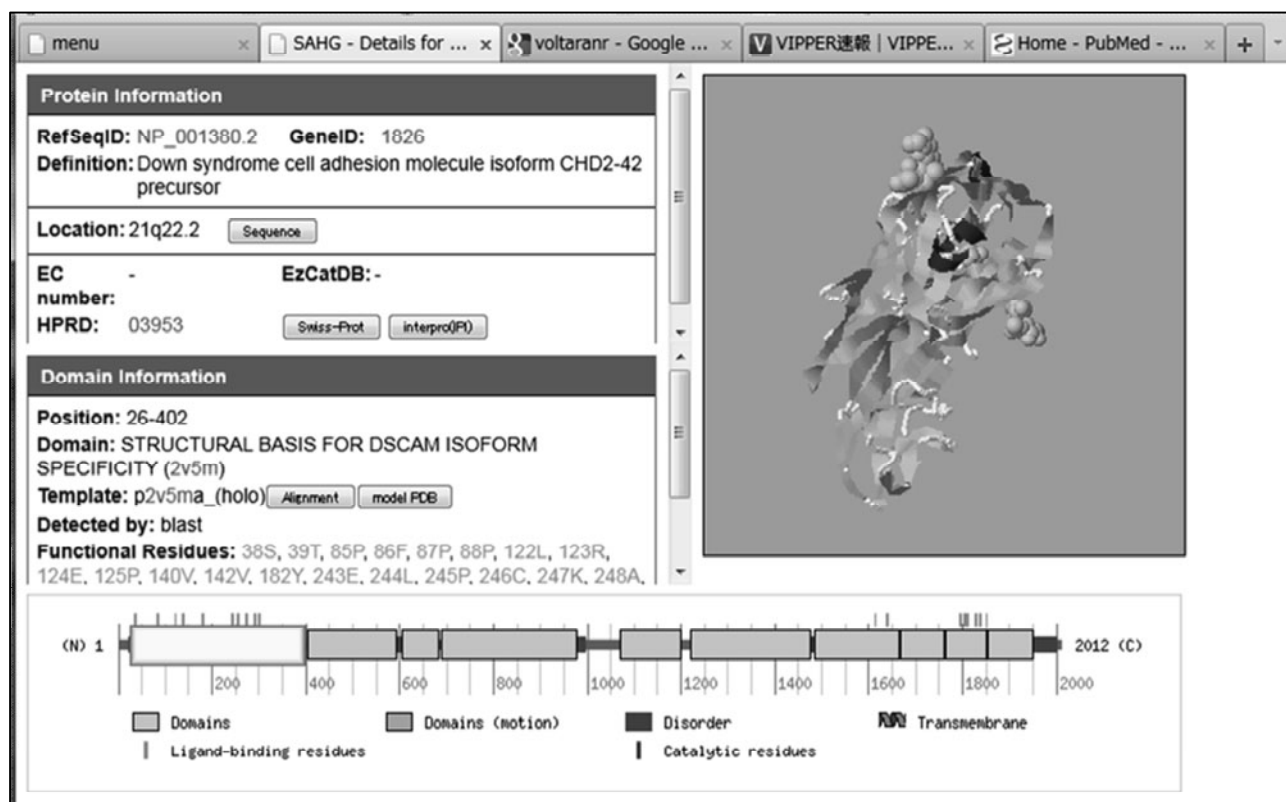 menu
SAHG - Details for ...
voltaranr - Google ...
VIPPER速報 | VIPPE...
Home - PubMed - ...
Protein Information
RefSeqID: NP_001380.2 GeneID: 1826
Definition: Down syndrome cell adhesion molecule isoform CHD2-42
precursor
Location: 21q22.2 Sequence
EC - EzCatDB: -
number:
HPRD: 03953 Swiss-Prot interpro(IPI)
Domain Information
Position: 26-402
Domain: STRUCTURAL BASIS FOR DSCAM ISOFORM
SPECIFICITY (2v5m)
Template: p2v5ma_(holo) Alignment model PDB
Detected by: blast
Functional Residues: 38S, 39T, 85P, 86F, 87P, 88P, 122L, 123R,
124E, 125P, 140V, 142V, 182Y, 243E, 244L, 245P, 246C, 247K, 248A,
(N) 1
2012 (C)
200 400 600 800 1000 1200 1400 1600 1800 2000
Domains Domains (motion) Disorder Transmembrane
Ligand-binding residues Catalytic residues